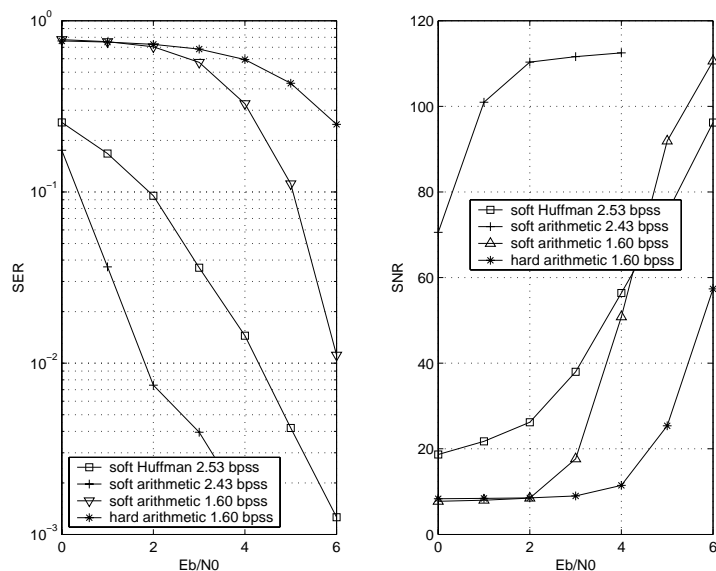 10^0
10^-1
10^-2
10^-3
SER
0
2
4
6
Eb/N0
soft Huffman 2.53 bpss
soft arithmetic 2.43 bpss
soft arithmetic 1.60 bpss
hard arithmetic 1.60 bpss
120
100
80
60
40
20
0
SNR
0
2
4
6
Eb/N0
soft Huffman 2.53 bpss
soft arithmetic 2.43 bpss
soft arithmetic 1.60 bpss
hard arithmetic 1.60 bpss